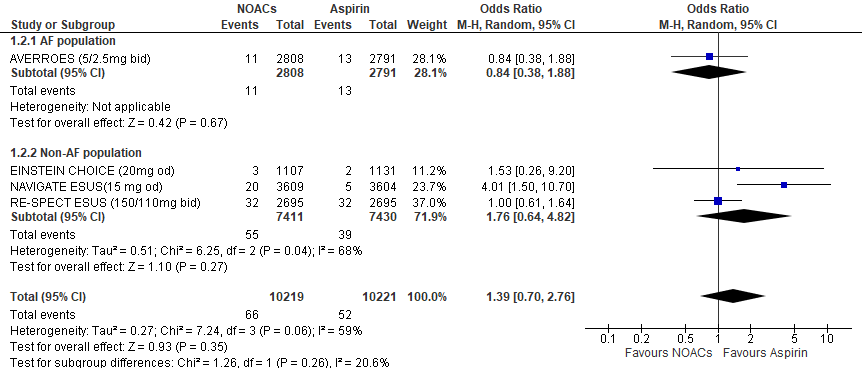 NOACs Aspirin Odds Ratio Odds Ratio
Study or Subgroup Events Total Events Total Weight M-H, Random, 95% CI M-H, Random, 95% CI
1.2.1 AF population
AVERROES (5/2.5mg bid) 11 2808 13 2791 28.1% 0.84 [0.38, 1.88]
Subtotal (95% CI) 2808 2791 28.1% 0.84 [0.38, 1.88]
Total events 11 13
Heterogeneity: Not applicable
Test for overall effect: Z = 0.42 (P = 0.67)
1.2.2 Non-AF population
EINSTEIN CHOICE (20mg od) 3 1107 2 1131 11.2% 1.53 [0.26, 9.20]
NAVIGATE ESUS(15 mg od) 20 3609 5 3604 23.7% 4.01 [1.50, 10.70]
RE-SPECT ESUS (150/110mg bid) 32 2695 32 2695 37.0% 1.00 [0.61, 1.64]
Subtotal (95% CI) 7411 7430 71.9% 1.76 [0.64, 4.82]
Total events 55 39
Heterogeneity: Tau² = 0.51; Chi² = 6.25, df = 2 (P = 0.04); I² = 68%
Test for overall effect: Z = 1.10 (P = 0.27)
Total (95% CI) 10219 10221 100.0% 1.39 [0.70, 2.76]
Total events 66 52
Heterogeneity: Tau² = 0.27; Chi² = 7.24, df = 3 (P = 0.06); I² = 59%
Test for overall effect: Z = 0.93 (P = 0.35)
Test for subgroup differences: Chi² = 1.26, df = 1 (P = 0.26), I² = 20.6%
0.1 0.2 0.5 1 2 5 10
Favours NOACs Favours Aspirin